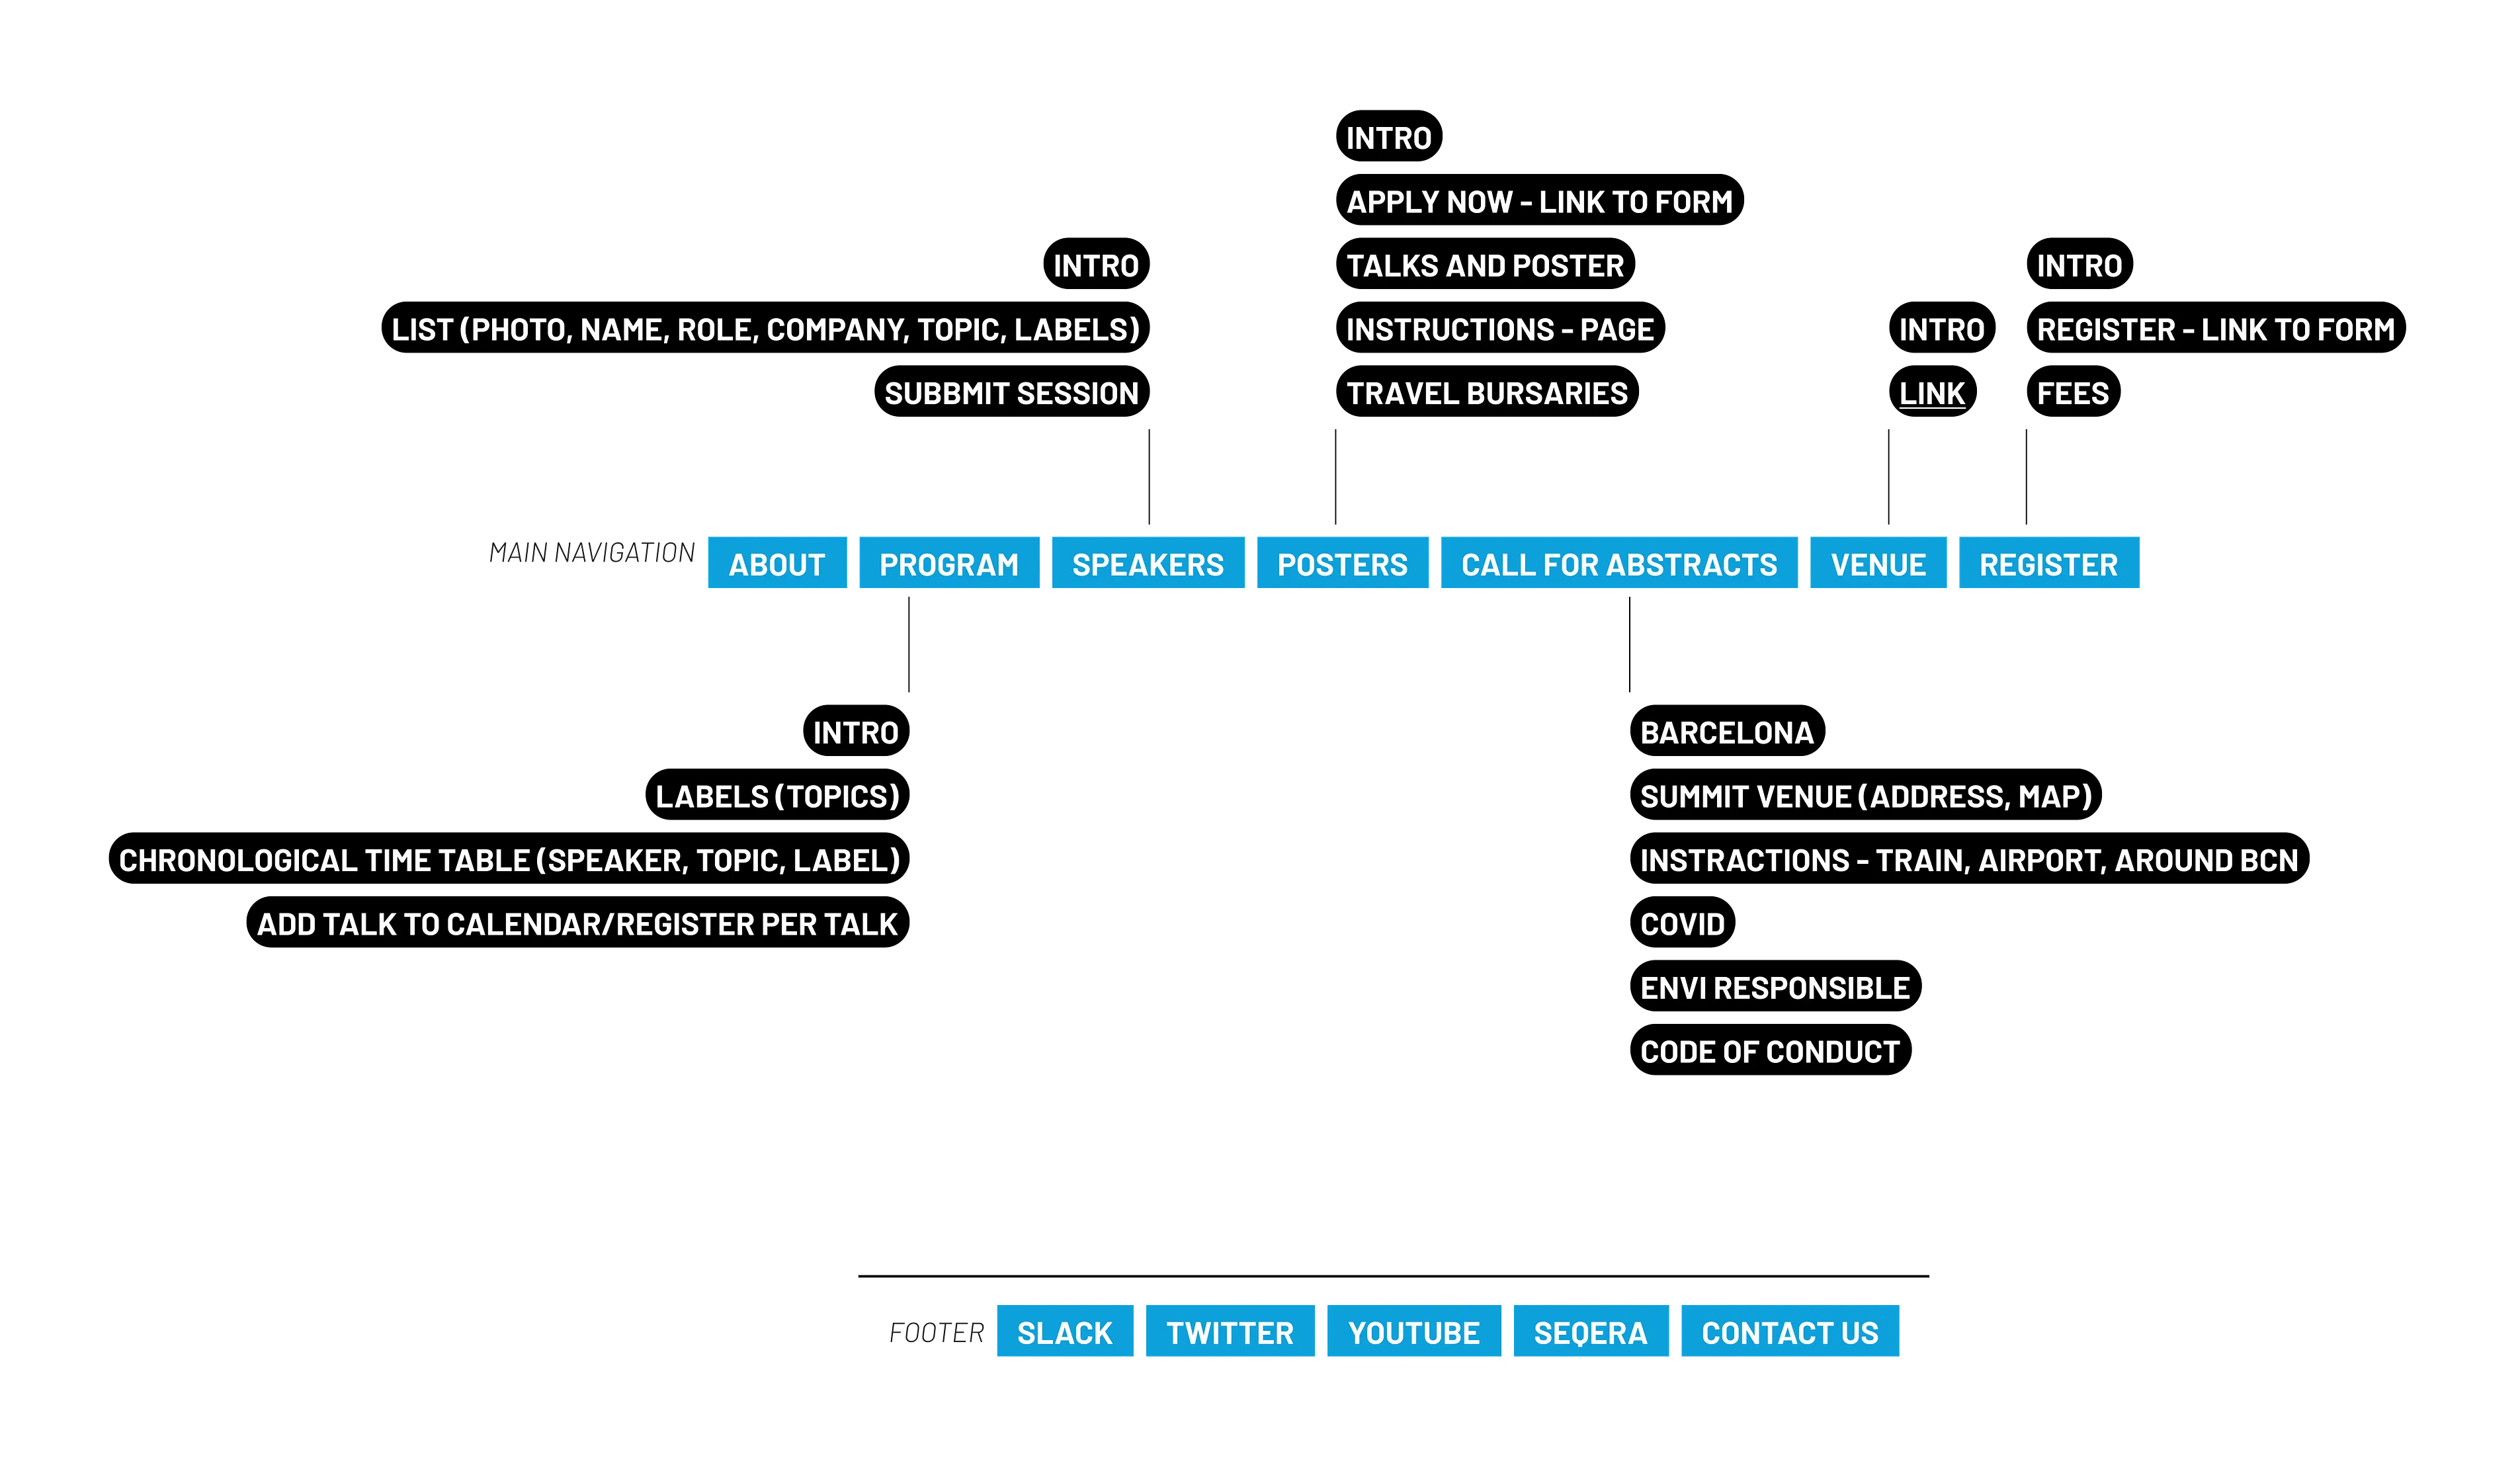 INTRO
APPLY NOW - LINK TO FORM
TALKS AND POSTER
INSTRUCTIONS - PAGE
TRAVEL BURSARIES
INTRO
LIST (PHOTO, NAME, ROLE, COMPANY, TOPIC, LABELS)
SUBBMIT SESSION
INTRO
LINK
INTRO
REGISTER - LINK TO FORM
FEES
MAIN NAVIGATION
ABOUT
PROGRAM
SPEAKERS
POSTERS
CALL FOR ABSTRACTS
VENUE
REGISTER
INTRO
LABELS (TOPICS)
CHRONOLOGICAL TIME TABLE (SPEAKER, TOPIC, LABEL)
ADD TALK TO CALENDAR/REGISTER PER TALK
BARCELONA
SUMMIT VENUE (ADDRESS, MAP)
INSTRACTIONS - TRAIN, AIRPORT, AROUND BCN
COVID
ENVI RESPONSIBLE
CODE OF CONDUCT
FOOTER
SLACK
TWITTER
YOUTUBE
SEQERA
CONTACT US